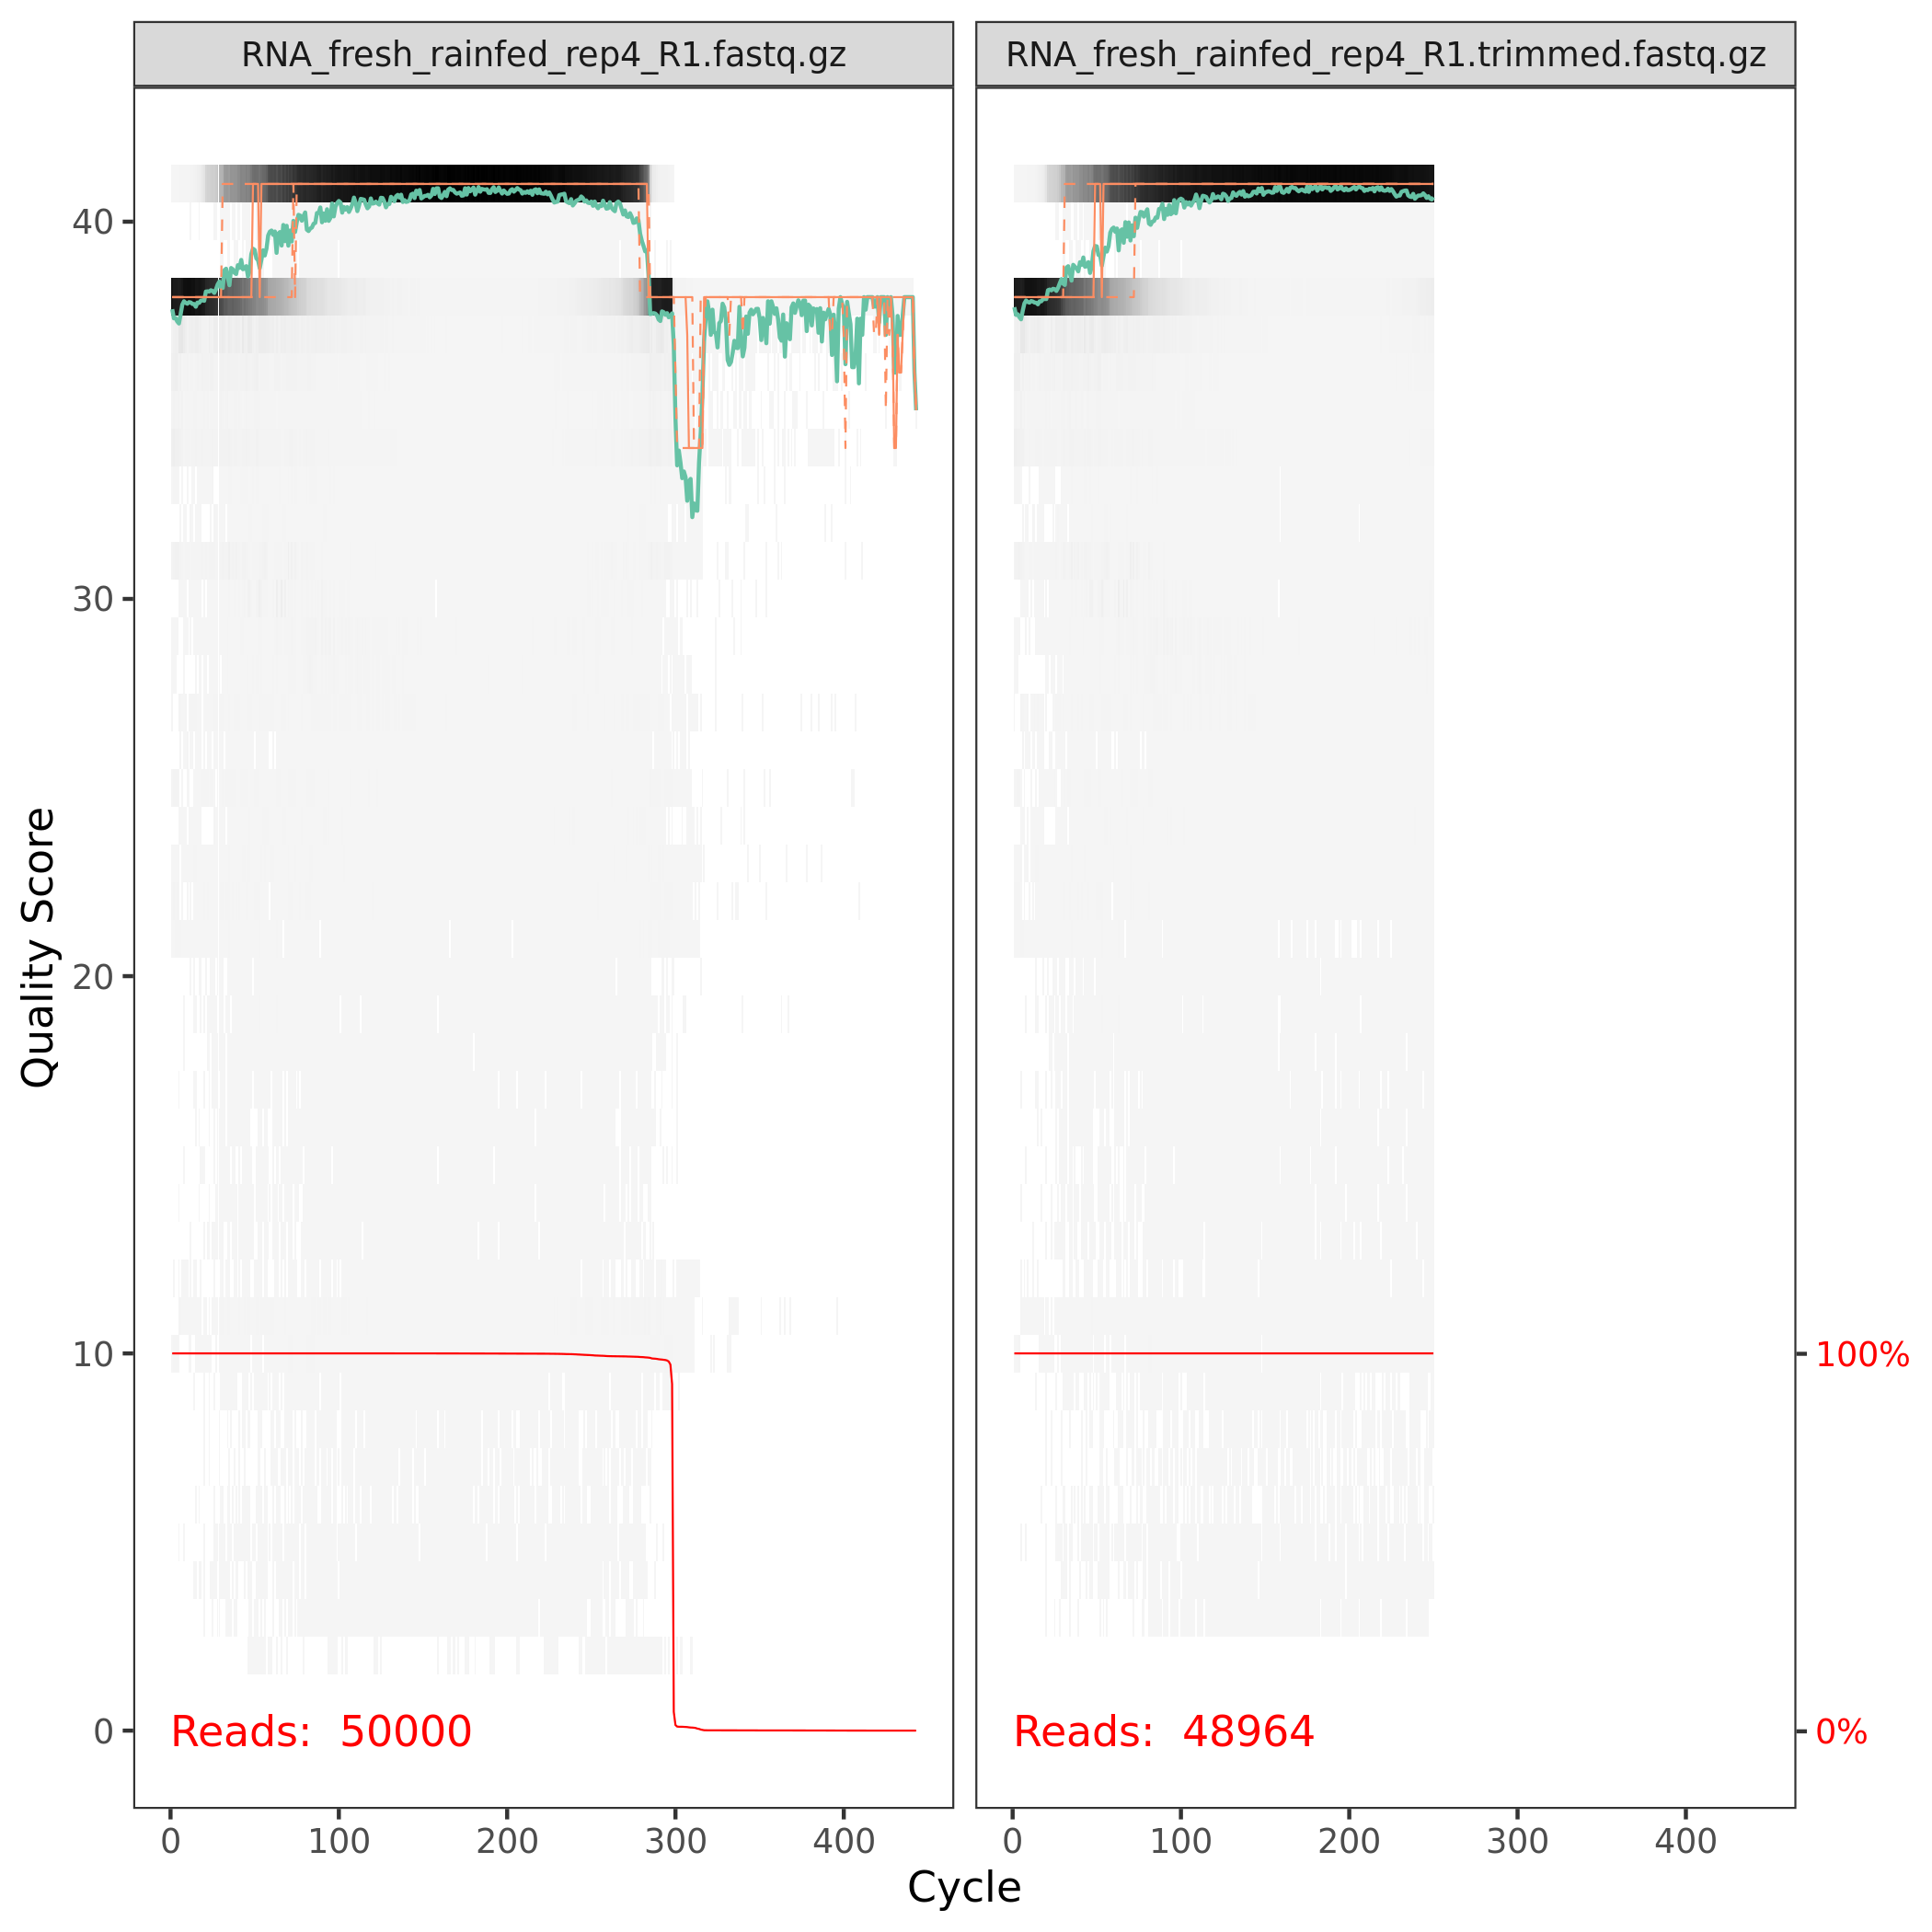 RNA_fresh_rainfed_rep4_R1.fastq.gz
RNA_fresh_rainfed_rep4_R1.trimmed.fastq.gz
Quality Score
40
30
20
10
0
100%
0%
Reads: 50000
Reads: 48964
0 100 200 300 400
0 100 200 300 400
Cycle